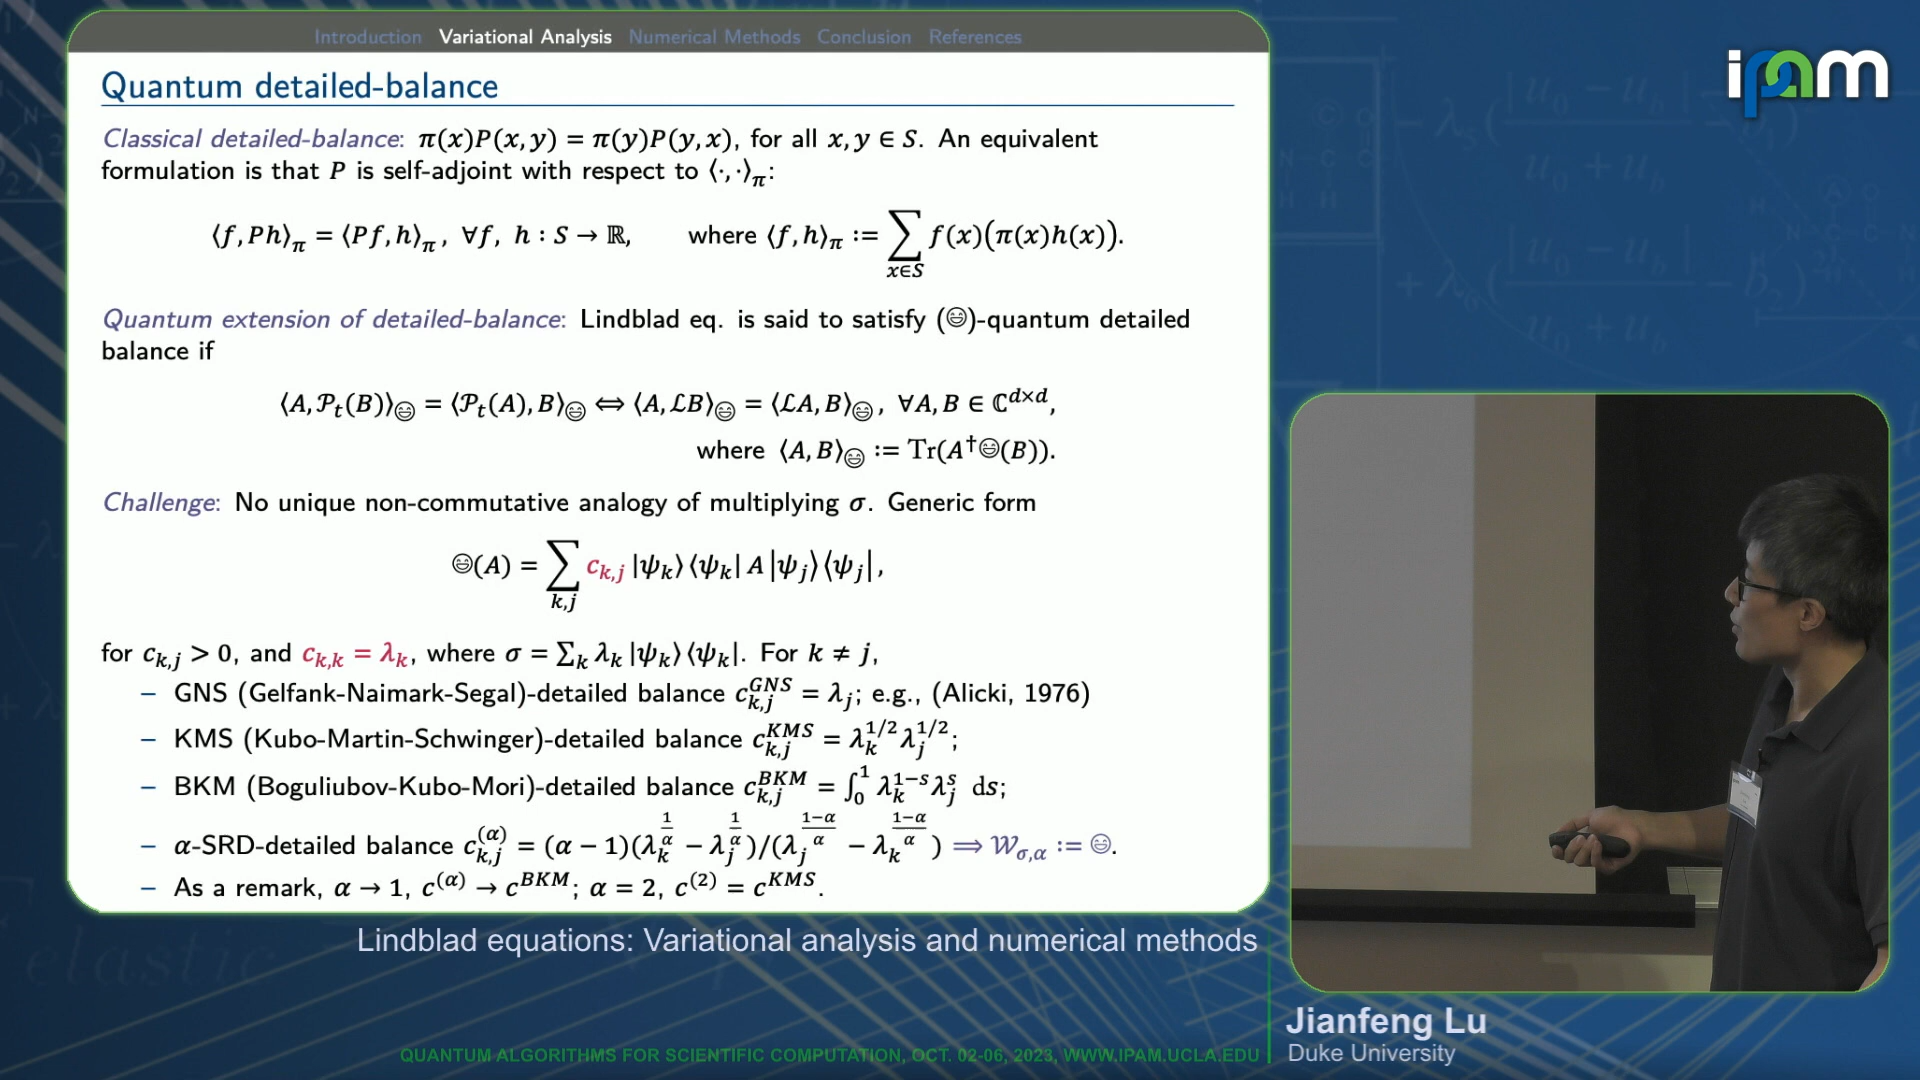 Introduction Variational Analysis Numerical Methods Conclusion References
Quantum detailed-balance
Classical detailed-balance: π(x)P(x,y) = π(y)P(y,x), for all x, y ∈ S. An equivalent
formulation is that P is self-adjoint with respect to ⟨·,·⟩_π:
⟨f, Ph⟩_π = ⟨Pf, h⟩_π, ∀f, h : S → ℝ, where ⟨f, h⟩_π := ∑_{x∈S} f(x)(π(x)h(x)).
Quantum extension of detailed-balance: Lindblad eq. is said to satisfy (😄)-quantum detailed
balance if
⟨A, 𝒫_t(B)⟩_😄 = ⟨𝒫_t(A), B⟩_😄 ⟺ ⟨A, ℒB⟩_😄 = ⟨ℒA, B⟩_😄, ∀A, B ∈ ℂ^{d×d},
where ⟨A, B⟩_😄 := Tr(A†😄(B)).
Challenge: No unique non-commutative analogy of multiplying σ. Generic form
😄(A) = ∑_{k,j} c_{k,j} |ψ_k⟩⟨ψ_k| A |ψ_j⟩⟨ψ_j|,
for c_{k,j} > 0, and c_{k,k} = λ_k, where σ = ∑_k λ_k |ψ_k⟩⟨ψ_k|. For k ≠ j,
– GNS (Gelfank-Naimark-Segal)-detailed balance c_{k,j}^{GNS} = λ_j; e.g., (Alicki, 1976)
– KMS (Kubo-Martin-Schwinger)-detailed balance c_{k,j}^{KMS} = λ_k^{1/2} λ_j^{1/2};
– BKM (Boguliubov-Kubo-Mori)-detailed balance c_{k,j}^{BKM} = ∫_0^1 λ_k^{1−s} λ_j^s ds;
– α-SRD-detailed balance c_{k,j}^{(α)} = (α − 1)(λ_k^{1/α} − λ_j^{1/α})/(λ_j^{(1−α)/α} − λ_k^{(1−α)/α}) ⟹ 𝒲_{σ,α} := 😄.
– As a remark, α → 1, c^{(α)} → c^{BKM}; α = 2, c^{(2)} = c^{KMS}.
ipam
Lindblad equations: Variational analysis and numerical methods
Jianfeng Lu
Duke University
QUANTUM ALGORITHMS FOR SCIENTIFIC COMPUTATION, OCT. 02-06, 2023, WWW.IPAM.UCLA.EDU